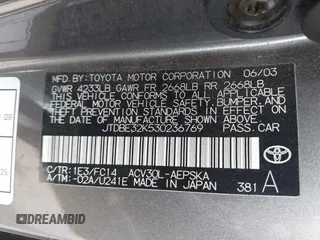 MFD. BY:TOYOTA MOTOR CORPORATION 06/03
GVWR 4233LB GAWR FR 2668LB RR 2668LB
THIS VEHICLE CONFORMS TO ALL APPLICABLE
FEDERAL MOTOR VEHICLE SAFETY, BUMPER, AND
THEFT PREVENTION STANDARDS IN EFFECT ON
THE DATE OF MANUFACTURE SHOWN ABOVE.
JTDBE32K530236769 PASS.CAR
C/TR:1E3/FC14 ACV30L-AEPSKA
A/TM:-02A/U241E MADE IN JAPAN 381 A
DREAMBID